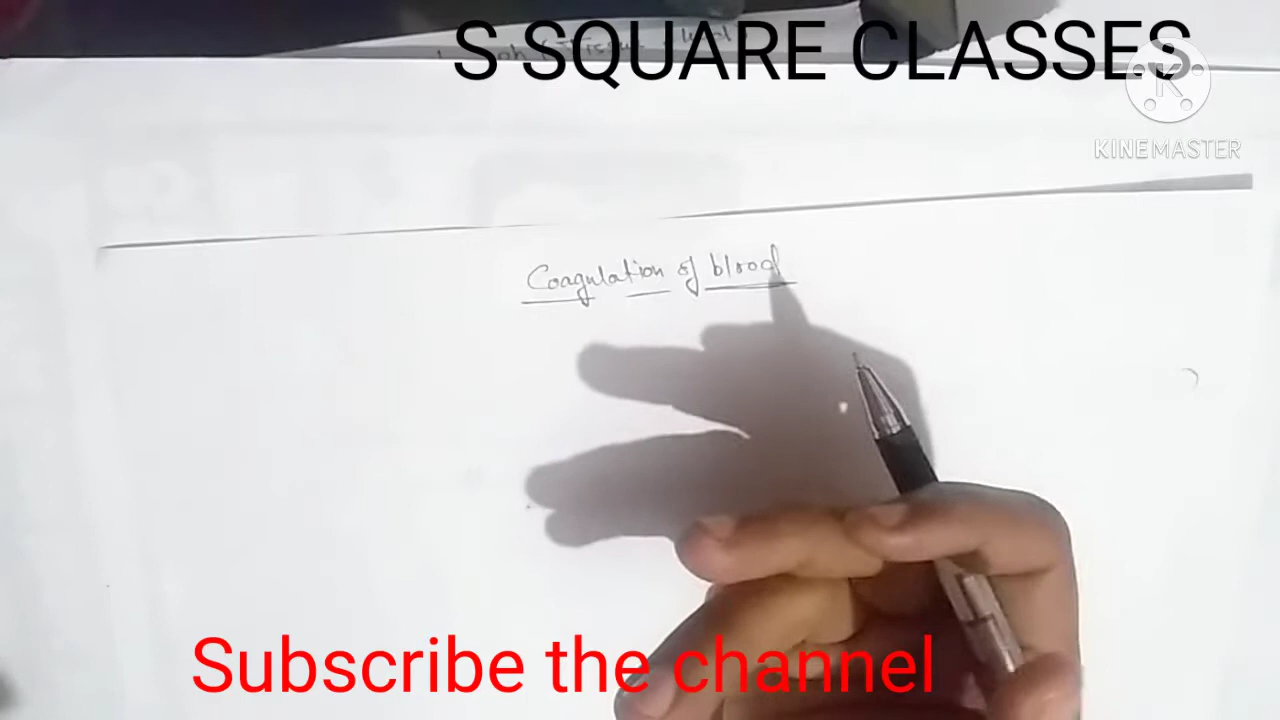 S SQUARE CLASSES
KINEMASTER
Coagulation of blood
Subscribe the channel